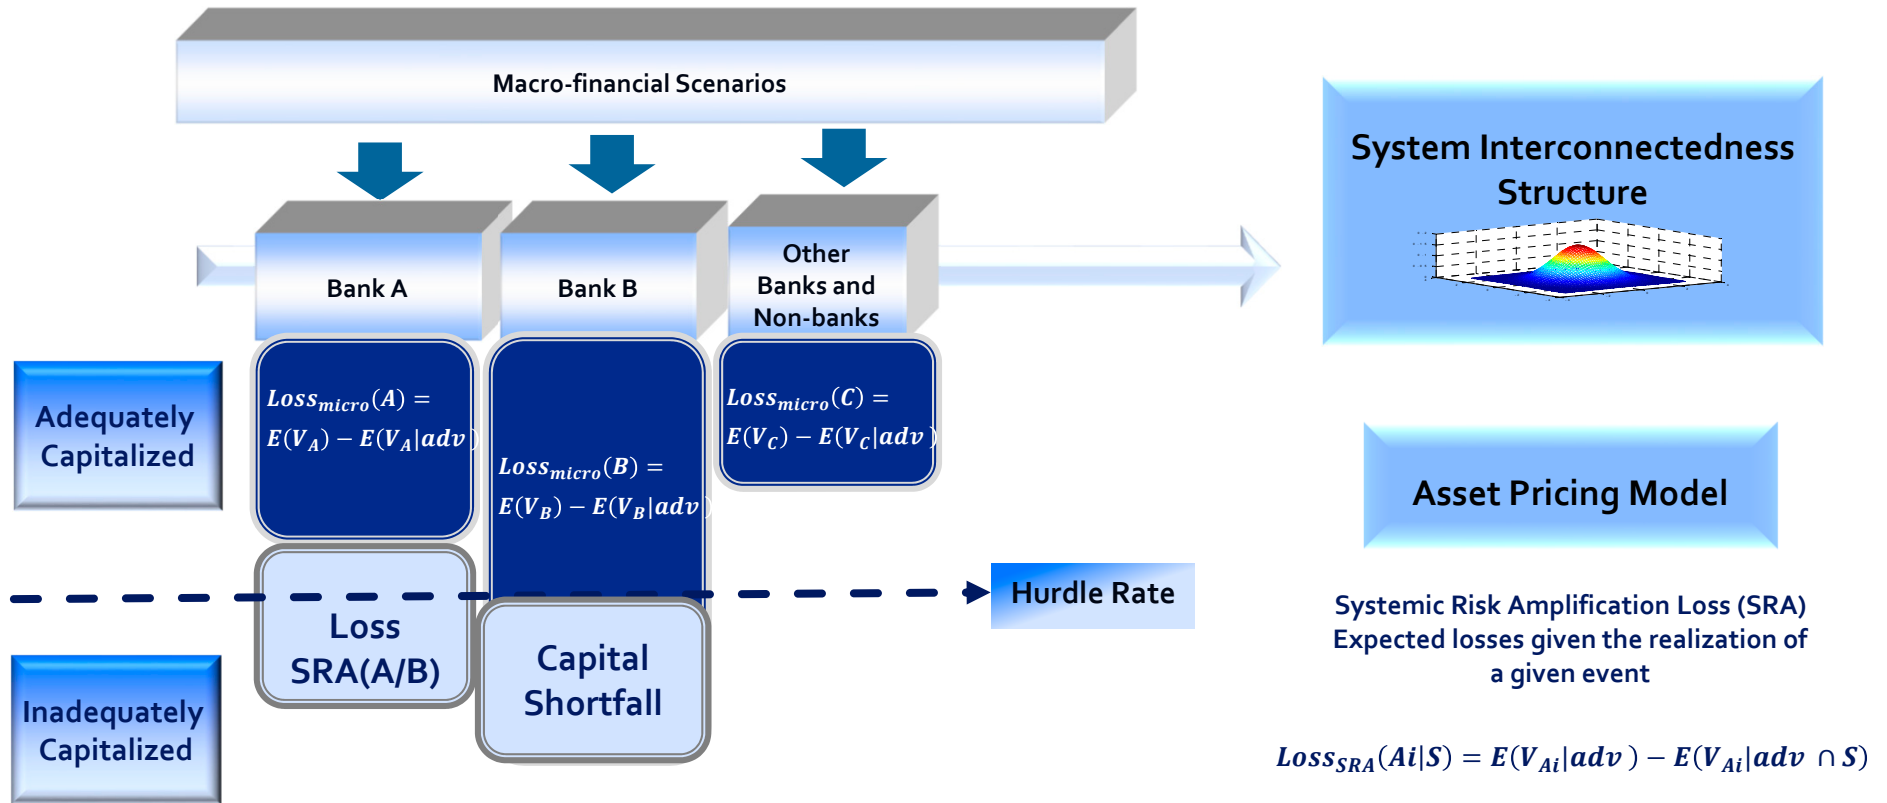 Macro-financial Scenarios
System Interconnectedness
Structure
Bank A
Bank B
Other
Banks and
Non-banks
Adequately
Capitalized
Loss_micro(A) =
E(V_A) − E(V_A|adv)
Loss_micro(B) =
E(V_B) − E(V_B|adv)
Loss_micro(C) =
E(V_C) − E(V_C|adv)
Asset Pricing Model
Hurdle Rate
Loss
SRA(A/B)
Capital
Shortfall
Inadequately
Capitalized
Systemic Risk Amplification Loss (SRA)
Expected losses given the realization of
a given event
Loss_SRA(Ai|S) = E(V_Ai|adv ) − E(V_Ai|adv ∩ S)